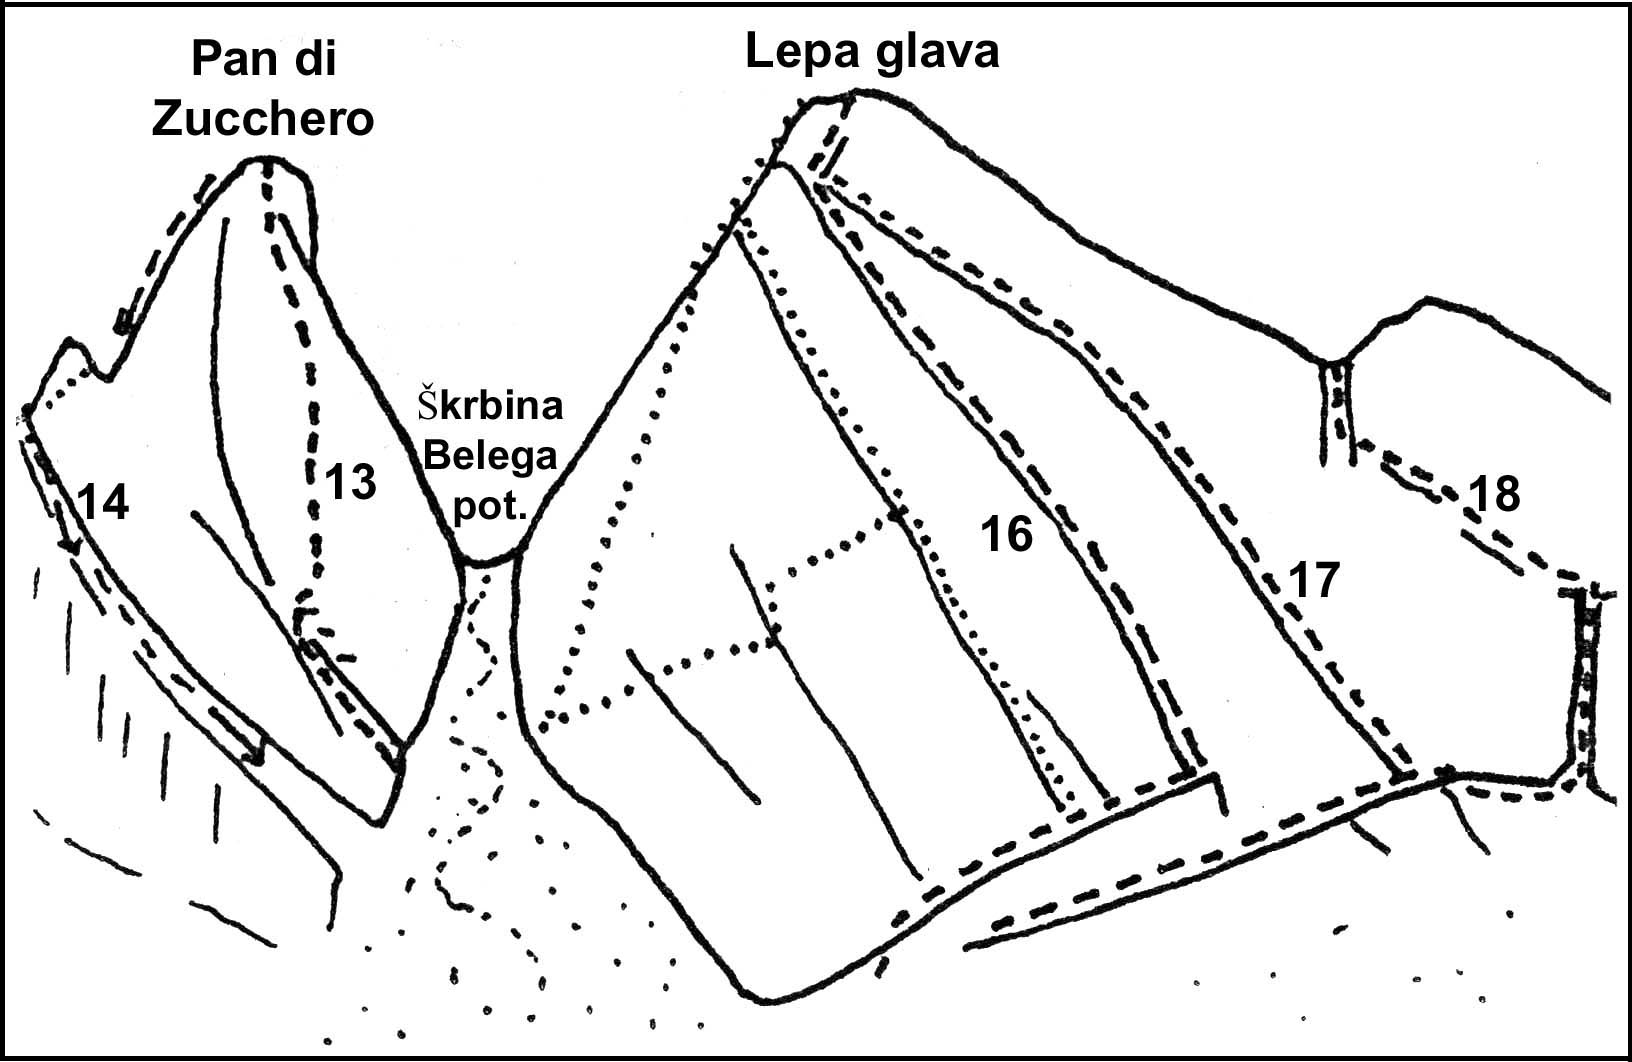 Pan di
Zucchero
Lepa glava
Škrbina
Belega
pot.
13
14
16
17
18